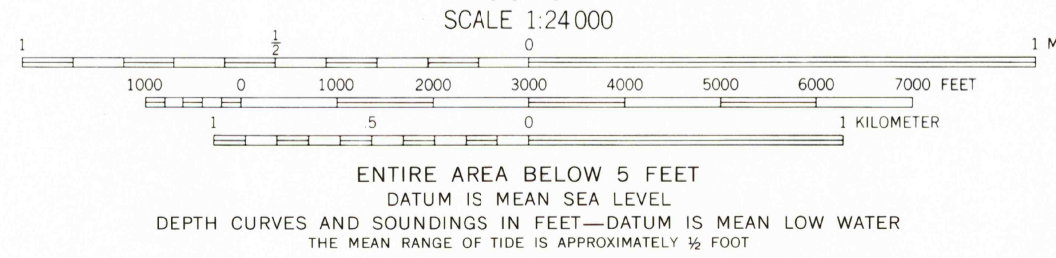 SCALE 1:24 000
1 ½ 0 1 M
1000 0 1000 2000 3000 4000 5000 6000 7000 FEET
1 .5 0 1 KILOMETER
ENTIRE AREA BELOW 5 FEET
DATUM IS MEAN SEA LEVEL
DEPTH CURVES AND SOUNDINGS IN FEET—DATUM IS MEAN LOW WATER
THE MEAN RANGE OF TIDE IS APPROXIMATELY ½ FOOT